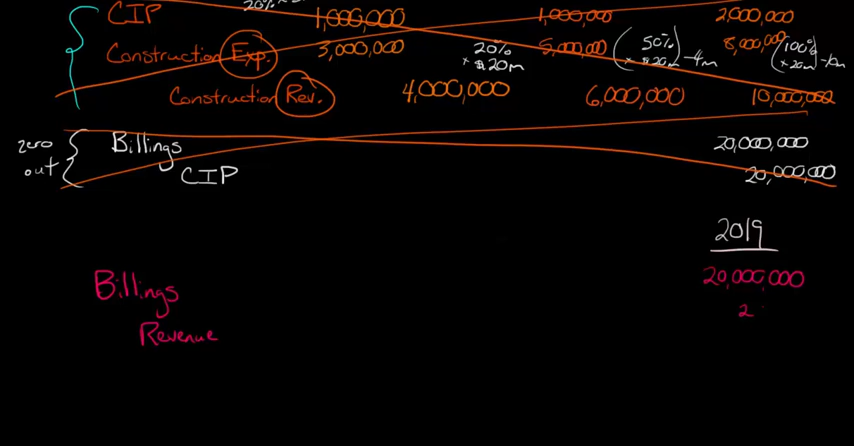 20%
CIP 1,000,000 1,000,000 2,000,000
Construction Exp. 3,000,000 20% x $20m 5,000,000 (50% x $20m) - 4m 8,000,000 (100% x 20m)
Construction Rev. 4,000,000 6,000,000 10,000,000
zero out { Billings 20,000,000
CIP 20,000,000
2019
Billings 20,000,000
Revenue 2